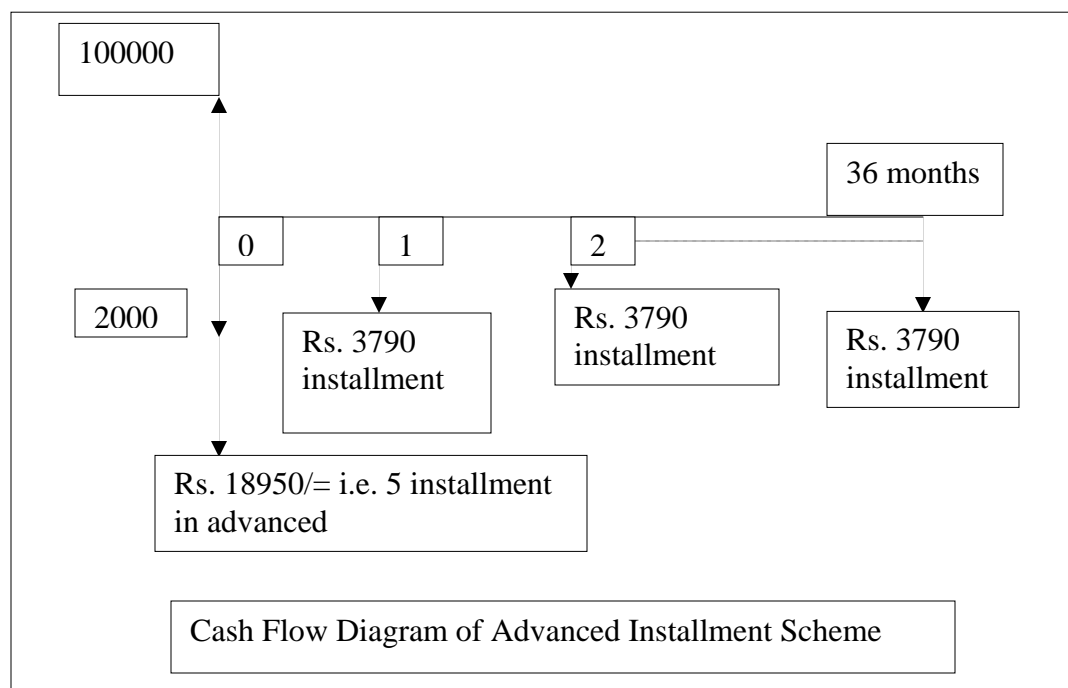 100000
36 months
0
1
2
2000
Rs. 3790
installment
Rs. 3790
installment
Rs. 3790
installment
Rs. 18950/= i.e. 5 installment
in advanced
Cash Flow Diagram of Advanced Installment Scheme